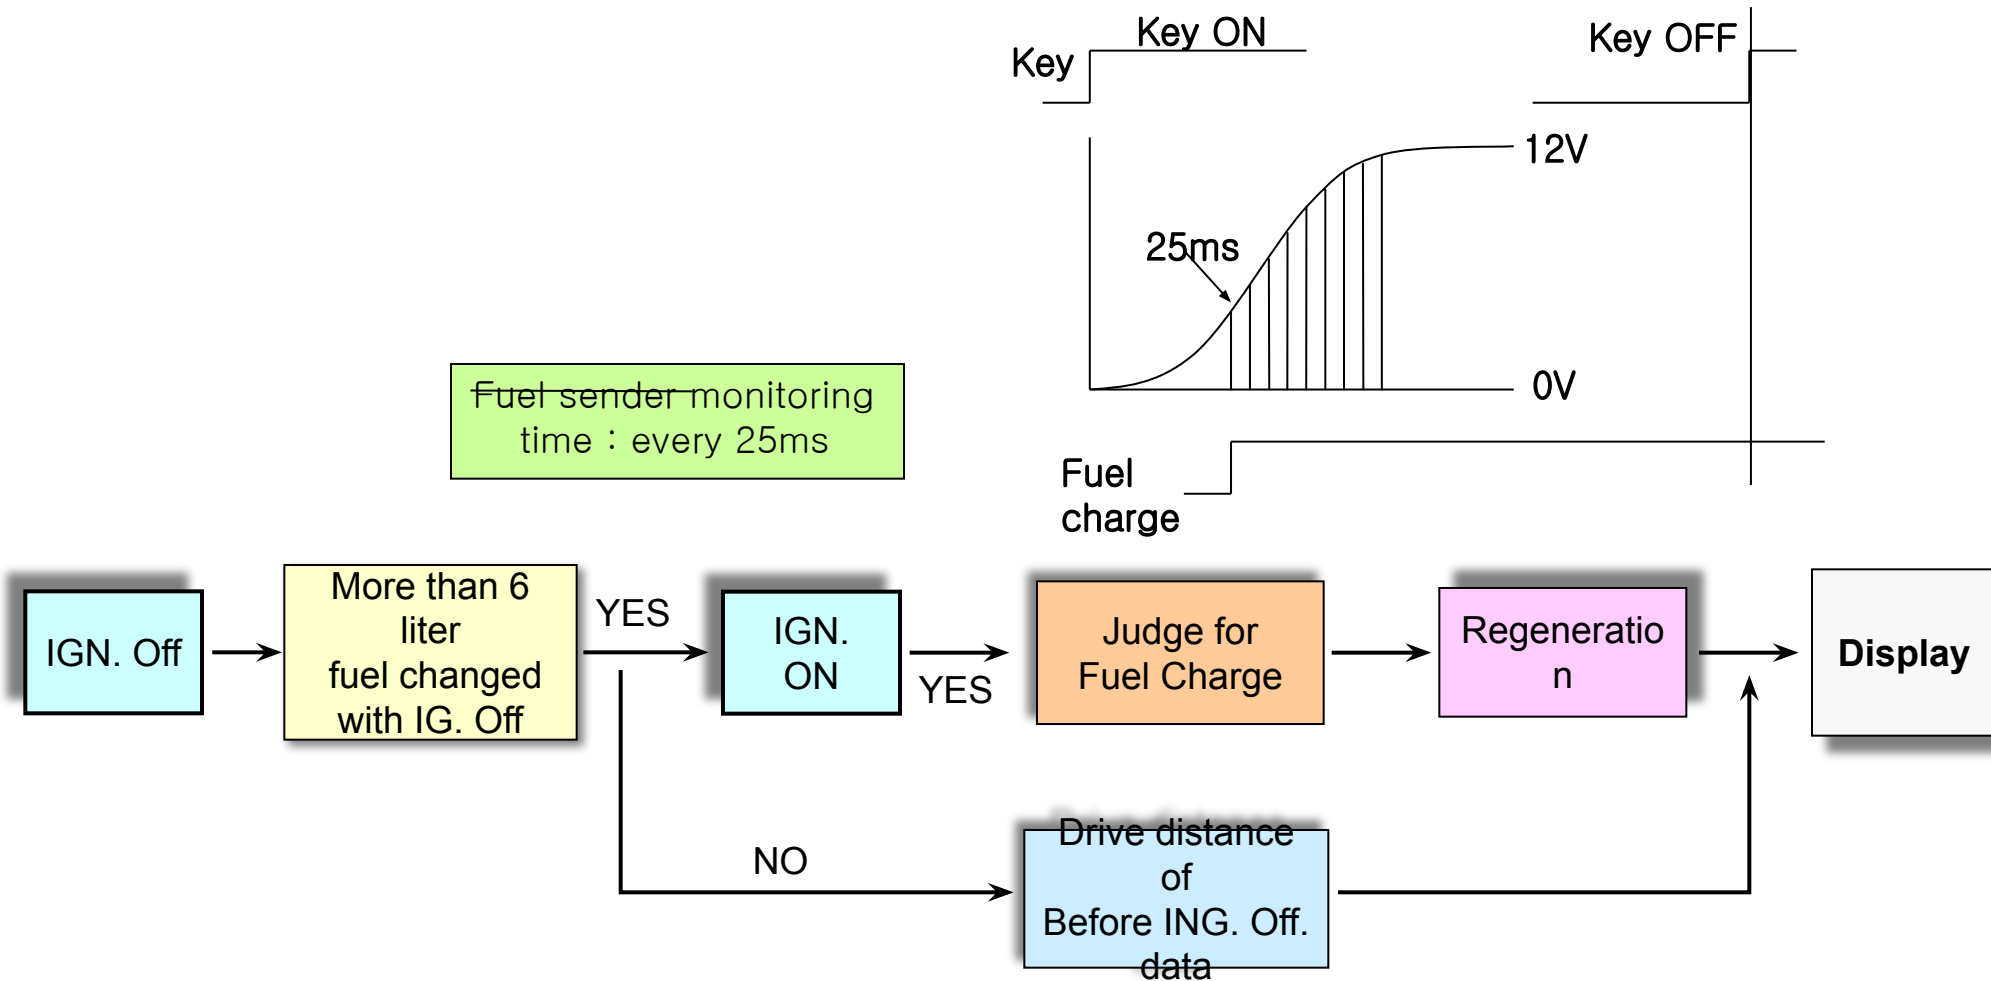 Key ON
Key OFF
Key
12V
25ms
0V
Fuel sender monitoring
time : every 25ms
Fuel
charge
IGN. Off
More than 6
liter
fuel changed
with IG. Off
YES
IGN.
ON
YES
Judge for
Fuel Charge
Regeneratio
n
Display
NO
Drive distance
of
Before ING. Off.
data